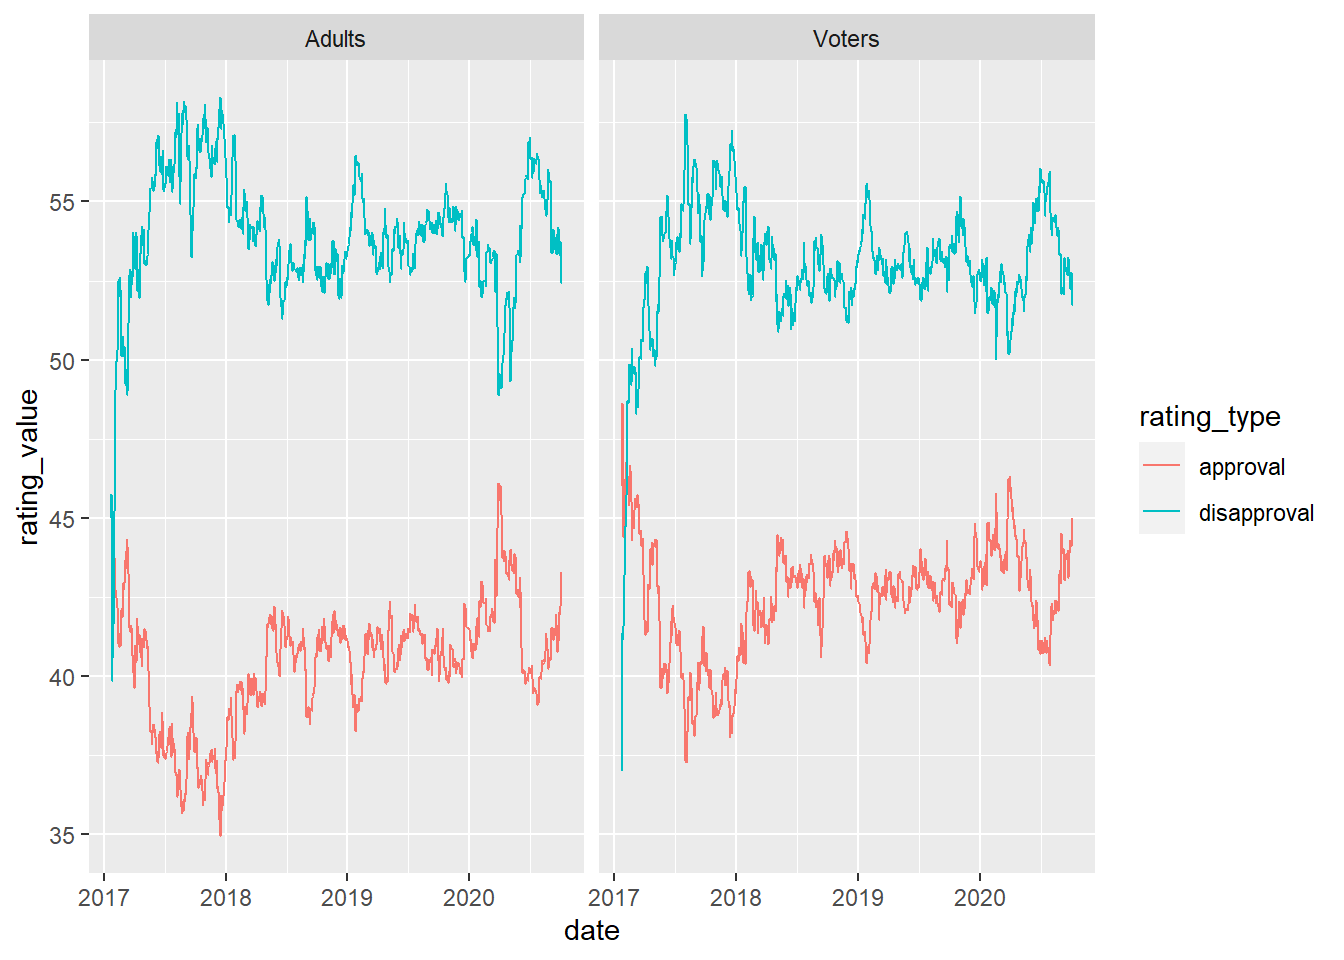 Adults
Voters
rating_value
55
50
45
40
35
2017
2018
2019
2020
2017
2018
2019
2020
date
rating_type
approval
disapproval